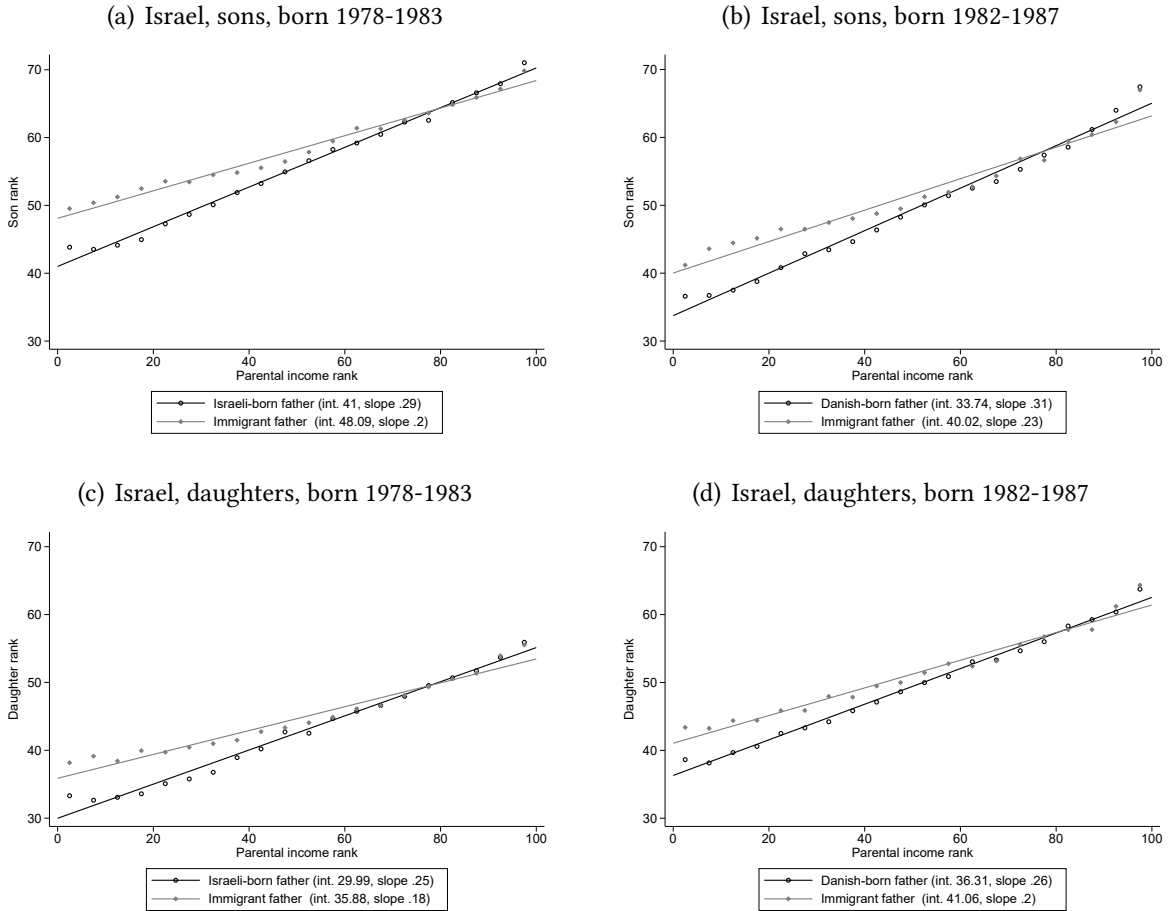 (a) Israel, sons, born 1978-1983
70
60
50
40
30
Son rank
0 20 40 60 80 100
Parental income rank
Israeli-born father (int. 41, slope .29)
Immigrant father (int. 48.09, slope .2)
(b) Israel, sons, born 1982-1987
70
60
50
40
30
Son rank
0 20 40 60 80 100
Parental income rank
Danish-born father (int. 33.74, slope .31)
Immigrant father (int. 40.02, slope .23)
(c) Israel, daughters, born 1978-1983
70
60
50
40
30
Daughter rank
0 20 40 60 80 100
Parental income rank
Israeli-born father (int. 29.99, slope .25)
Immigrant father (int. 35.88, slope .18)
(d) Israel, daughters, born 1982-1987
70
60
50
40
30
Daughter rank
0 20 40 60 80 100
Parental income rank
Danish-born father (int. 36.31, slope .26)
Immigrant father (int. 41.06, slope .2)